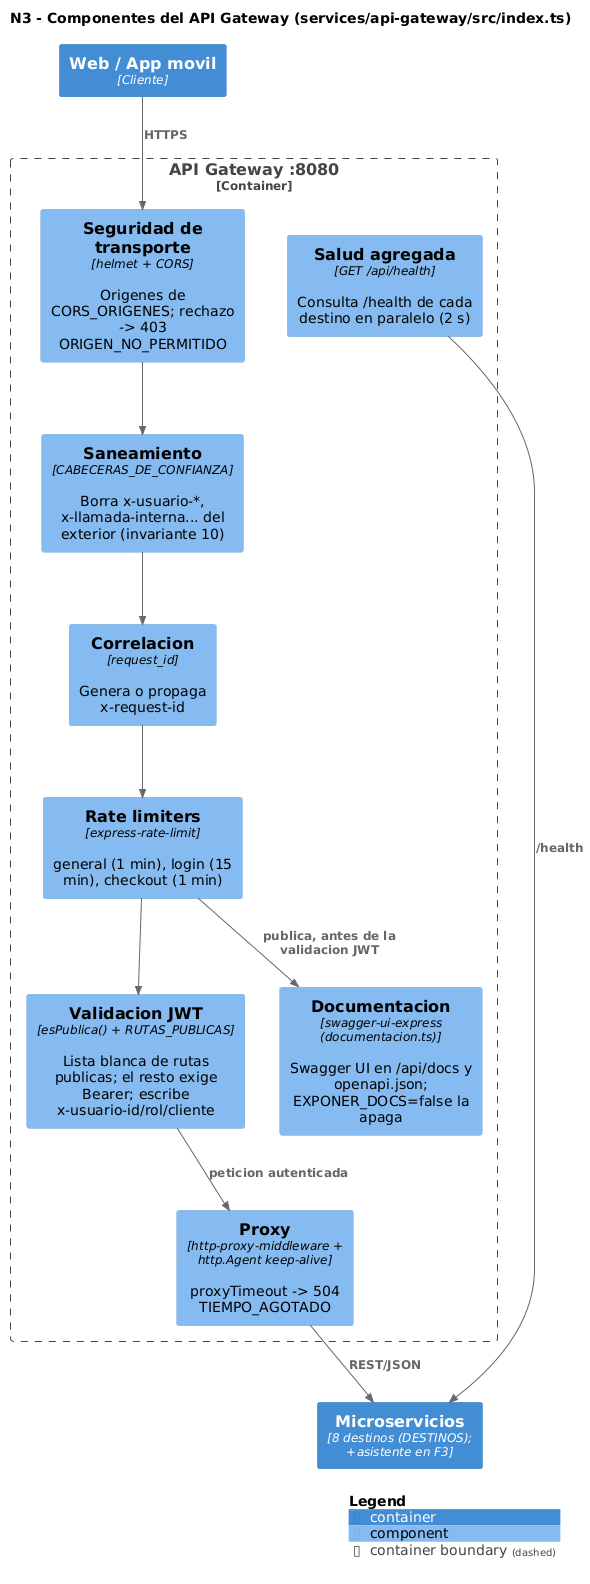 N3 - Componentes del API Gateway (services/api-gateway/src/index.ts)
Web / App movil
[Cliente]
HTTPS
API Gateway :8080
[Container]
Seguridad de
transporte
[helmet + CORS]
Origenes de
CORS_ORIGENES; rechazo
-> 403
ORIGEN_NO_PERMITIDO
Salud agregada
[GET /api/health]
Consulta /health de cada
destino en paralelo (2 s)
Saneamiento
[CABECERAS_DE_CONFIANZA]
Borra x-usuario-*,
x-llamada-interna... del
exterior (invariante 10)
Correlacion
[request_id]
Genera o propaga
x-request-id
Rate limiters
[express-rate-limit]
general (1 min), login (15
min), checkout (1 min)
/health
publica, antes de la
validacion JWT
Validacion JWT
[esPublica() + RUTAS_PUBLICAS]
Lista blanca de rutas
publicas; el resto exige
Bearer; escribe
x-usuario-id/rol/cliente
Documentacion
[swagger-ui-express
(documentacion.ts)]
Swagger UI en /api/docs y
openapi.json;
EXPONER_DOCS=false la
apaga
peticion autenticada
Proxy
[http-proxy-middleware +
http.Agent keep-alive]
proxyTimeout -> 504
TIEMPO_AGOTADO
REST/JSON
Microservicios
[8 destinos (DESTINOS);
+asistente en F3]
Legend
container
component
container boundary (dashed)